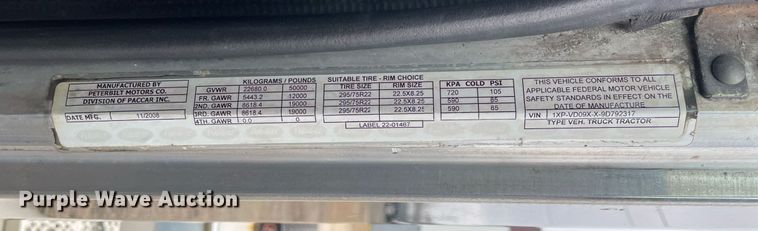 MANUFACTURED BY
PETERBILT MOTORS CO.
DIVISION OF PACCAR INC.
DATE MFG. 11/2008
KILOGRAMS / POUNDS
GVWR 22680.0 50000
FR. GAWR 5443.2 12000
2ND. GAWR 8618.4 19000
3RD. GAWR 8618.4 19000
4TH. GAWR 0.0 0
SUITABLE TIRE - RIM CHOICE
TIRE SIZE RIM SIZE
295/75R22 22.5X8.25
295/75R22 22.5X8.25
295/75R22 22.5X8.25
LABEL 22-01467
KPA COLD PSI
720 105
590 85
590 85
THIS VEHICLE CONFORMS TO ALL
APPLICABLE FEDERAL MOTOR VEHICLE
SAFETY STANDARDS IN EFFECT ON THE
DATE OF MANUFACTURE
VIN 1XP-VD09X-X-9D792317
TYPE VEH. TRUCK TRACTOR
Purple Wave Auction